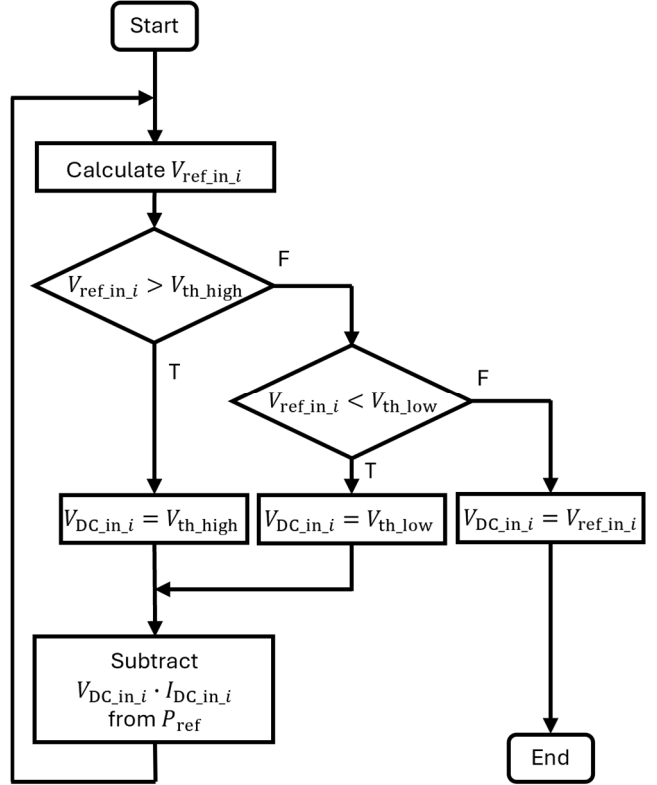 Start
Calculate V_ref_in_i
V_ref_in_i > V_th_high
F
T
V_ref_in_i < V_th_low
F
T
V_DC_in_i = V_th_high
V_DC_in_i = V_th_low
V_DC_in_i = V_ref_in_i
Subtract
V_DC_in_i · I_DC_in_i
from P_ref
End